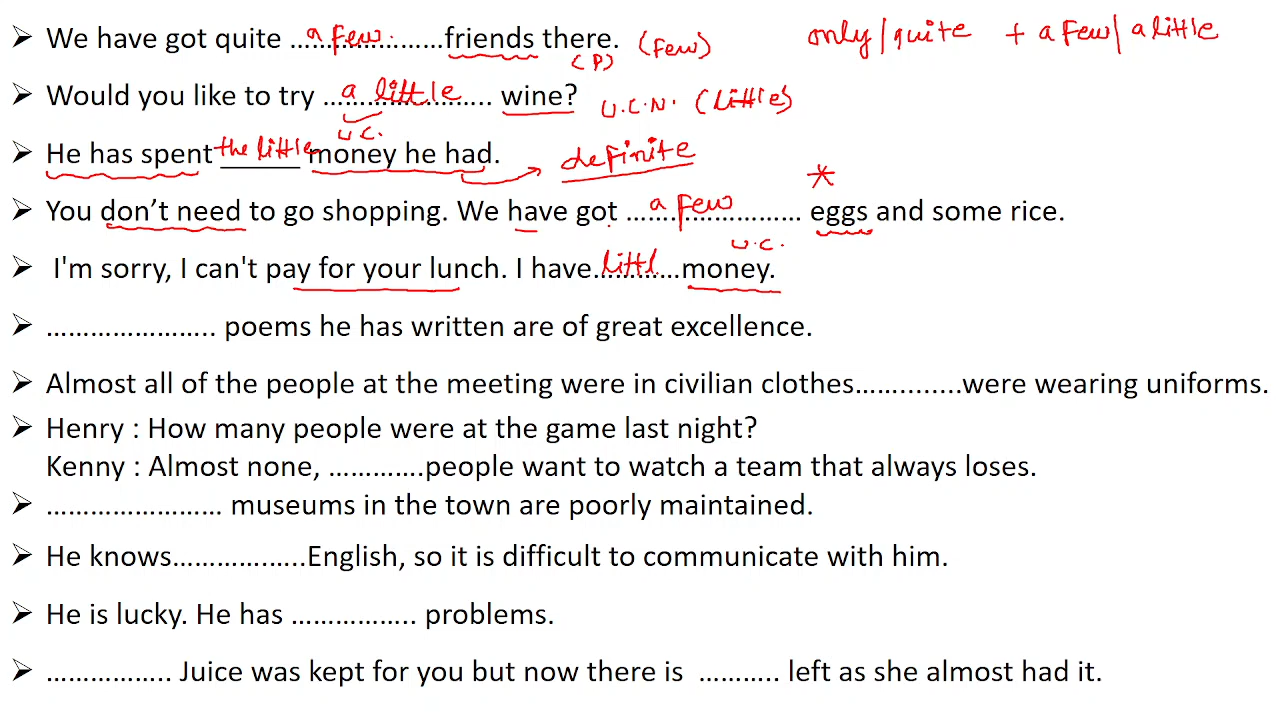 ➢ We have got quite ...a few...friends there. (few) only/quite + a few/a little
(P)
➢ Would you like to try ...a little... wine? U.C.N. (little)
U.C.
➢ He has spent the little money he had. → definite
*
➢ You don't need to go shopping. We have got ...a few... eggs and some rice.
U.C.
➢ I'm sorry, I can't pay for your lunch. I have...littl...money.
➢ ………………….. poems he has written are of great excellence.
➢ Almost all of the people at the meeting were in civilian clothes…………were wearing uniforms.
➢ Henry : How many people were at the game last night?
Kenny : Almost none, ………….people want to watch a team that always loses.
➢ …………………… museums in the town are poorly maintained.
➢ He knows……………..English, so it is difficult to communicate with him.
➢ He is lucky. He has …………….. problems.
➢ …………….. Juice was kept for you but now there is ……….. left as she almost had it.